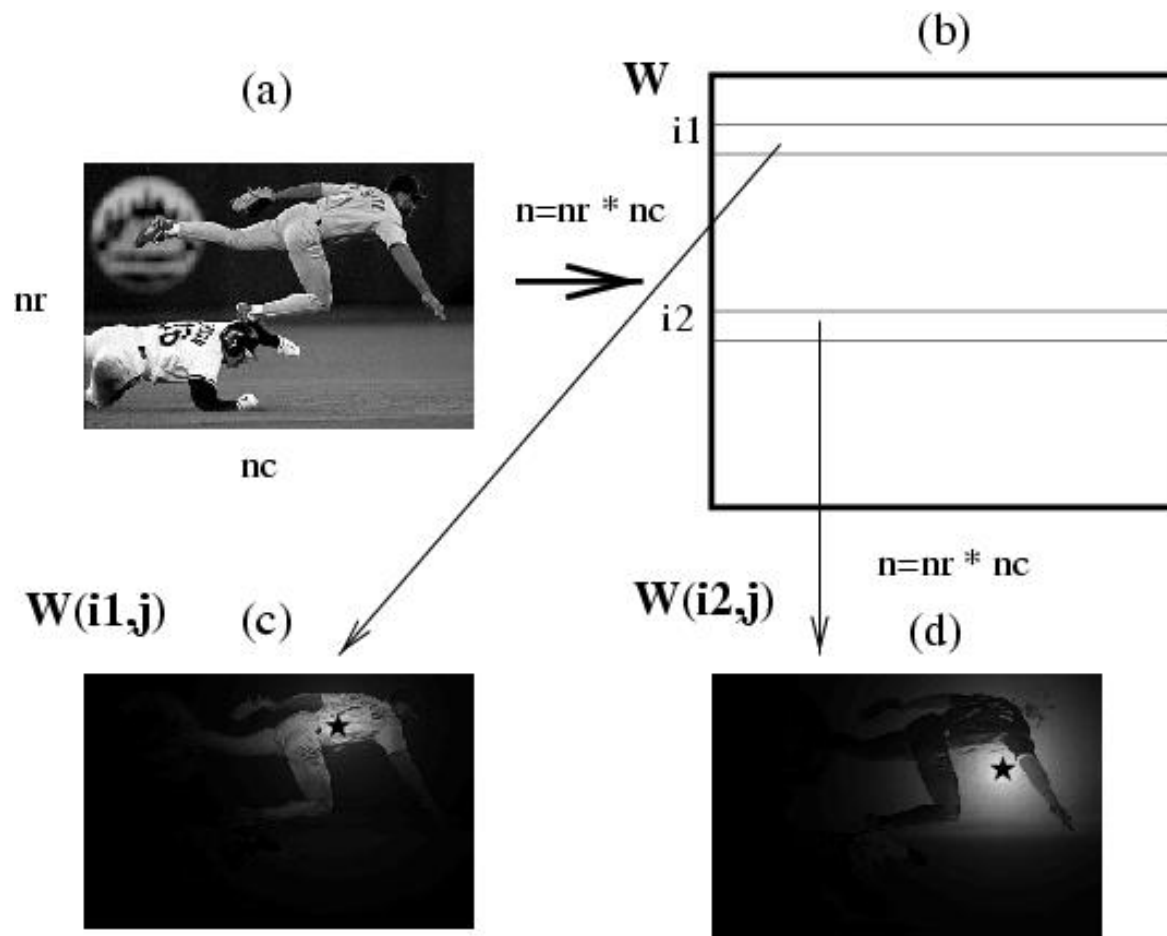 (a)
nr
nc
n=nr * nc
(b)
W
i1
i2
n=nr * nc
W(i1,j)
(c)
W(i2,j)
(d)